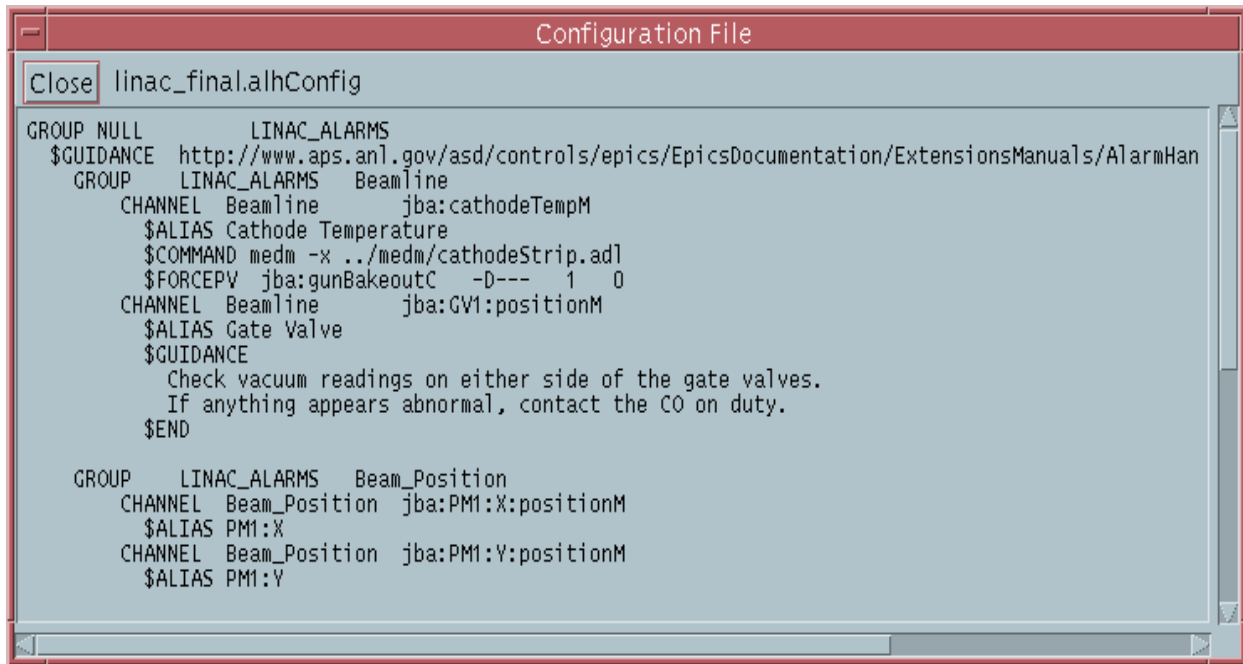 Configuration File
Close linac_final.alhConfig
GROUP NULL LINAC_ALARMS
$GUIDANCE http://www.aps.anl.gov/asd/controls/epics/EpicsDocumentation/ExtensionsManuals/AlarmHan
GROUP LINAC_ALARMS Beamline
CHANNEL Beamline jba:cathodeTempM
$ALIAS Cathode Temperature
$COMMAND medm -x ../medm/cathodeStrip.adl
$FORCEPV jba:gunBakeoutC -D--- 1 0
CHANNEL Beamline jba:GV1:positionM
$ALIAS Gate Valve
$GUIDANCE
Check vacuum readings on either side of the gate valves.
If anything appears abnormal, contact the CO on duty.
$END
GROUP LINAC_ALARMS Beam_Position
CHANNEL Beam_Position jba:PM1:X:positionM
$ALIAS PM1:X
CHANNEL Beam_Position jba:PM1:Y:positionM
$ALIAS PM1:Y